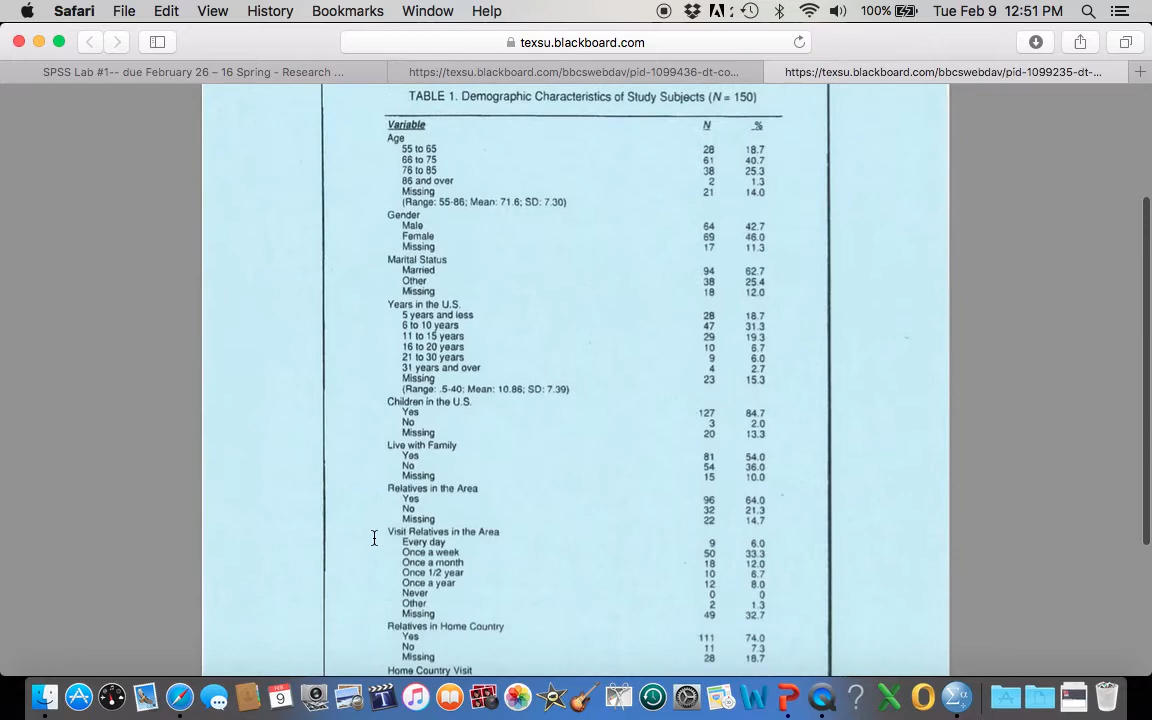 Safari File Edit View History Bookmarks Window Help 100% Tue Feb 9 12:51 PM
texsu.blackboard.com
SPSS Lab #1-- due February 26 – 16 Spring - Research ... https://texsu.blackboard.com/bbcswebdav/pid-1099436-dt-co... https://texsu.blackboard.com/bbcswebdav/pid-1099235-dt-...
TABLE 1. Demographic Characteristics of Study Subjects (N = 150)
Variable N %
Age
55 to 65 28 18.7
66 to 75 61 40.7
76 to 85 38 25.3
86 and over 2 1.3
Missing 21 14.0
(Range: 55-86; Mean: 71.6; SD: 7.30)
Gender
Male 64 42.7
Female 69 46.0
Missing 17 11.3
Marital Status
Married 94 62.7
Other 38 25.4
Missing 18 12.0
Years in the U.S.
5 years and less 28 18.7
6 to 10 years 47 31.3
11 to 15 years 29 19.3
16 to 20 years 10 6.7
21 to 30 years 9 6.0
31 years and over 4 2.7
Missing 23 15.3
(Range: .5-40; Mean: 10.86; SD: 7.39)
Children in the U.S.
Yes 127 84.7
No 3 2.0
Missing 20 13.3
Live with Family
Yes 81 54.0
No 54 36.0
Missing 15 10.0
Relatives in the Area
Yes 96 64.0
No 32 21.3
Missing 22 14.7
Visit Relatives in the Area
Every day 9 6.0
Once a week 50 33.3
Once a month 18 12.0
Once 1/2 year 10 6.7
Once a year 12 8.0
Never 0 0
Other 2 1.3
Missing 49 32.7
Relatives in Home Country
Yes 111 74.0
No 11 7.3
Missing 28 18.7
Home Country Visit